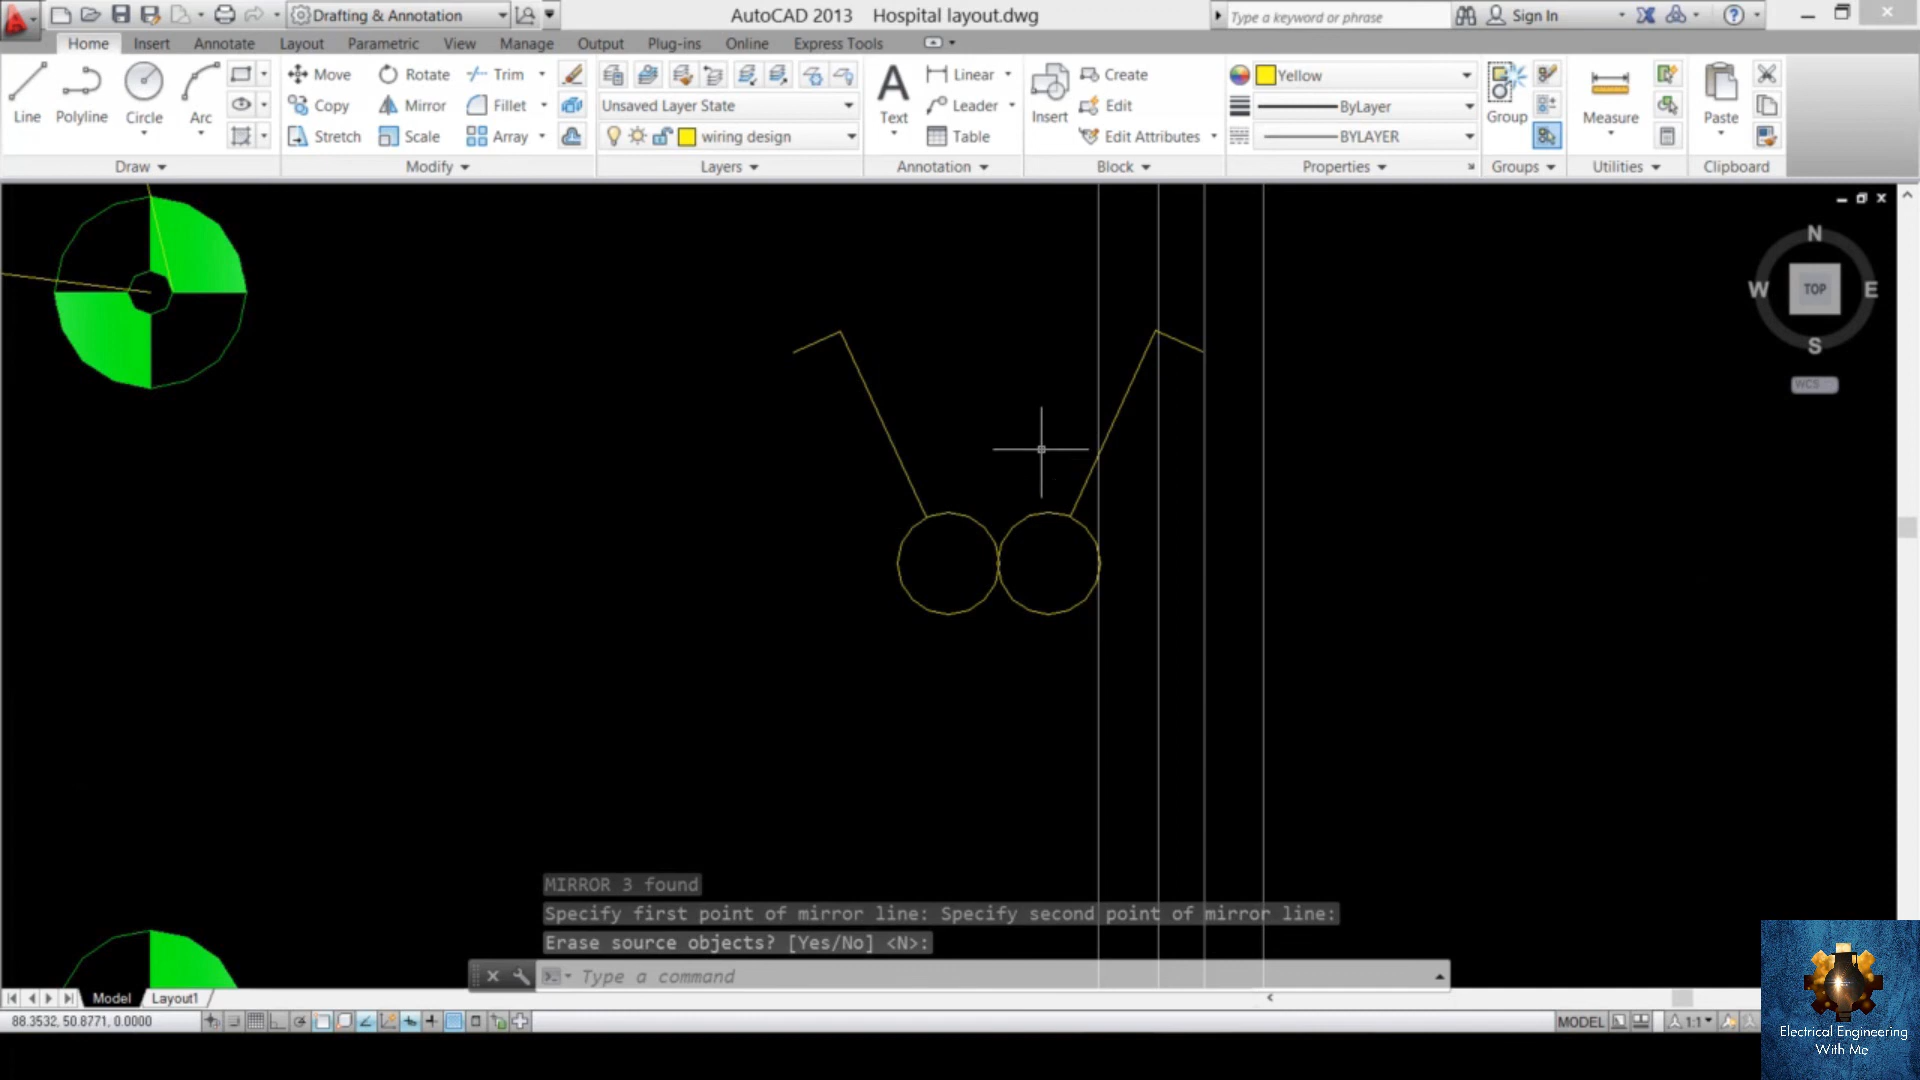 Drafting & Annotation
AutoCAD 2013 Hospital layout.dwg
Type a keyword or phrase
Sign In
Home Insert Annotate Layout Parametric View Manage Output Plug-ins Online Express Tools
Line Polyline Circle Arc
Move Rotate Trim
Copy Mirror Fillet
Stretch Scale Array
Unsaved Layer State
wiring design
A
Text
Linear
Leader
Table
Insert
Create
Edit
Edit Attributes
Yellow
ByLayer
BYLAYER
Group
Measure
Paste
Draw Modify Layers Annotation Block Properties Groups Utilities Clipboard
N
W TOP E
S
WCS
MIRROR 3 found
Specify first point of mirror line: Specify second point of mirror line:
Erase source objects? [Yes/No] <N>:
Type a command
Model Layout1
88.3532, 50.8771, 0.0000
MODEL
1:1
Electrical Engineering
With Me